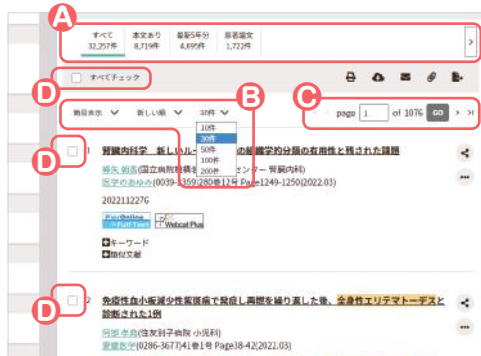 A
すべて 本文あり 最新5年分 原著論文
32,257件 8,719件 4,695件 1,722件
D すべてチェック
B C
簡易表示 新しい順 30件
page 1 of 1076 GO
10件
30件
50件
100件
200件
D 1 腎臓内科学 新しいル の組織学的分類の有用性と残された課題
(国立病院機構 センター 腎臓内科)
医学のあゆみ(0039-2359)280巻12号 Page1249-1250(2022.03)
2022112276
PierOnline Full Text Webcat Plus
キーワード
類似文献
D 2 免疫性血小板減少性紫斑病で発症し再燃を繰り返した後、全身性エリテマトーデスと
診断された1例
(住友別子病院 小児科)
愛媛医学(0286-3677)41巻1号 Page38-42(2022.03)